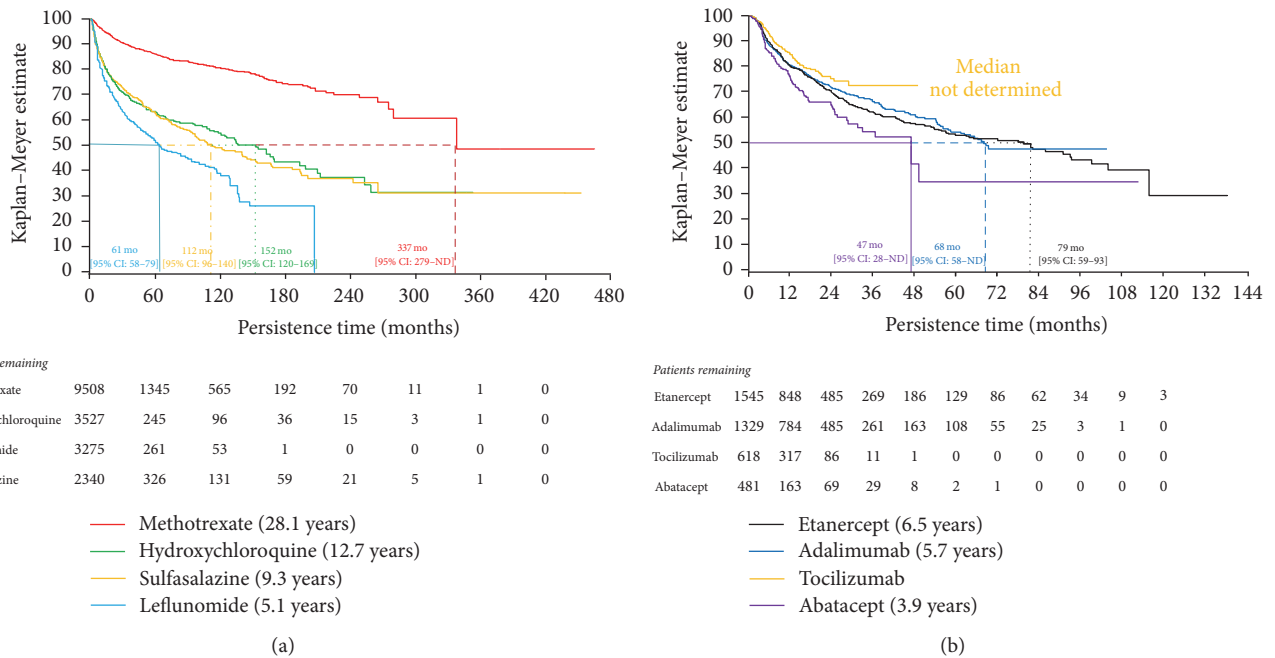 100
90
80
70
60
50
40
30
20
10
0
Kaplan–Meyer estimate
61 mo
[95% CI: 58–79]
112 mo
[95% CI: 96–140]
152 mo
[95% CI: 120–169]
337 mo
[95% CI: 279–ND]
0 60 120 180 240 300 360 420 480
Persistence time (months)
emaining
xate 9508 1345 565 192 70 11 1 0
chloroquine 3527 245 96 36 15 3 1 0
ide 3275 261 53 1 0 0 0 0
zine 2340 326 131 59 21 5 1 0
Methotrexate (28.1 years)
Hydroxychloroquine (12.7 years)
Sulfasalazine (9.3 years)
Leflunomide (5.1 years)
(a)
100
90
80
70
60
50
40
30
20
10
0
Kaplan–Meyer estimate
Median
not determined
47 mo
[95% CI: 28–ND]
68 mo
[95% CI: 58–ND]
79 mo
[95% CI: 59–93]
0 12 24 36 48 60 72 84 96 108 120 132 144
Persistence time (months)
Patients remaining
Etanercept 1545 848 485 269 186 129 86 62 34 9 3
Adalimumab 1329 784 485 261 163 108 55 25 3 1 0
Tocilizumab 618 317 86 11 1 0 0 0 0 0 0
Abatacept 481 163 69 29 8 2 1 0 0 0 0
Etanercept (6.5 years)
Adalimumab (5.7 years)
Tocilizumab
Abatacept (3.9 years)
(b)